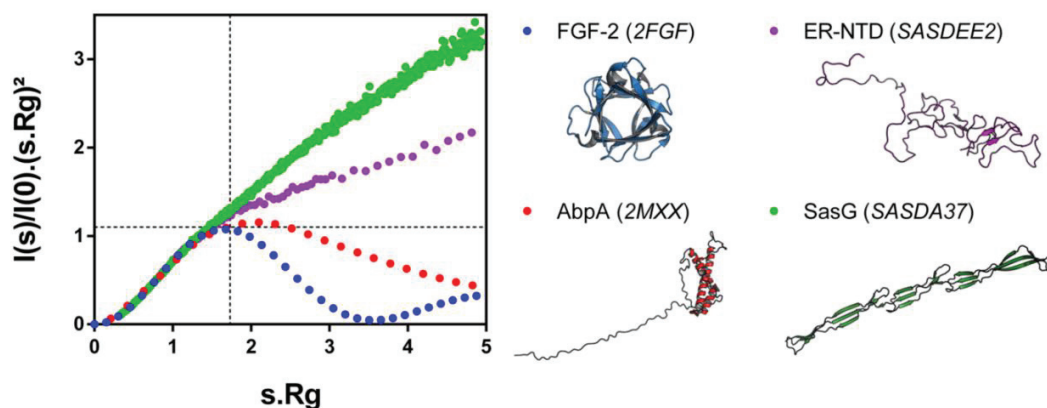 I(s)/I(0).(s.Rg)²
3
2
1
0
0 1 2 3 4 5
s.Rg
FGF-2 (2FGF)
ER-NTD (SASDEE2)
AbpA (2MXX)
SasG (SASDA37)